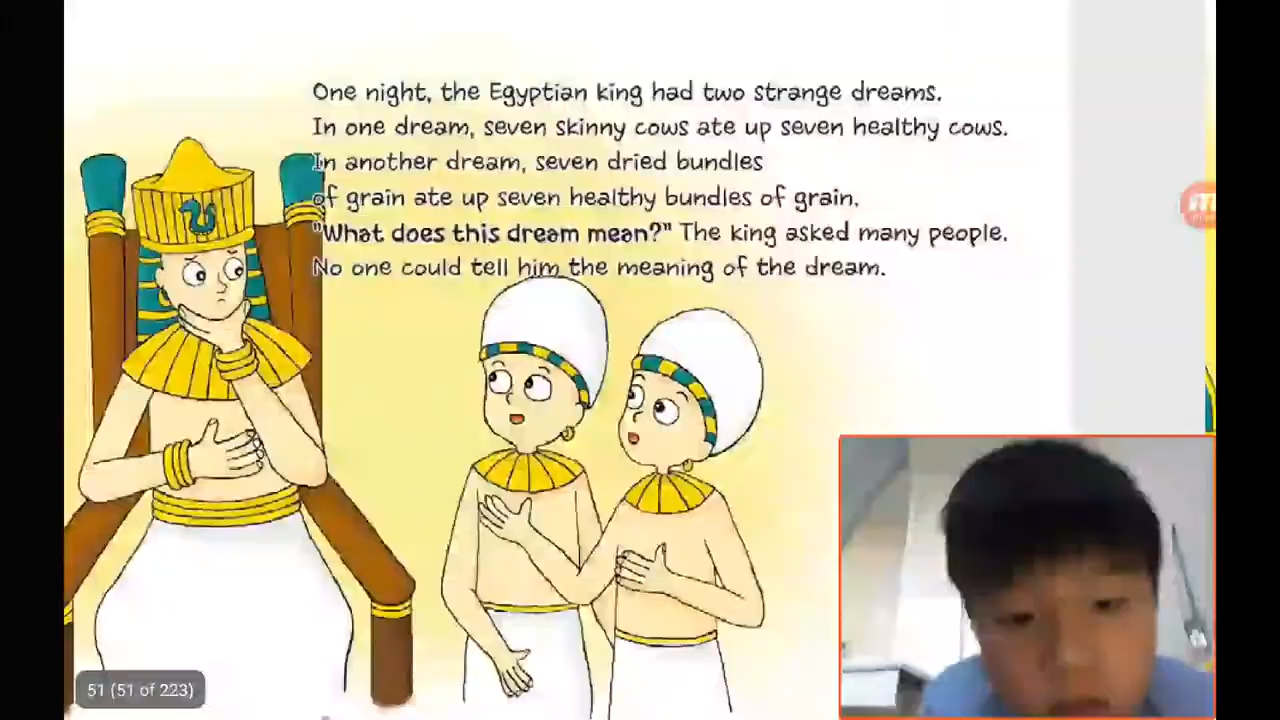 One night, the Egyptian king had two strange dreams.
In one dream, seven skinny cows ate up seven healthy cows.
In another dream, seven dried bundles
of grain ate up seven healthy bundles of grain.
"What does this dream mean?" The king asked many people.
No one could tell him the meaning of the dream.
51 (51 of 223)